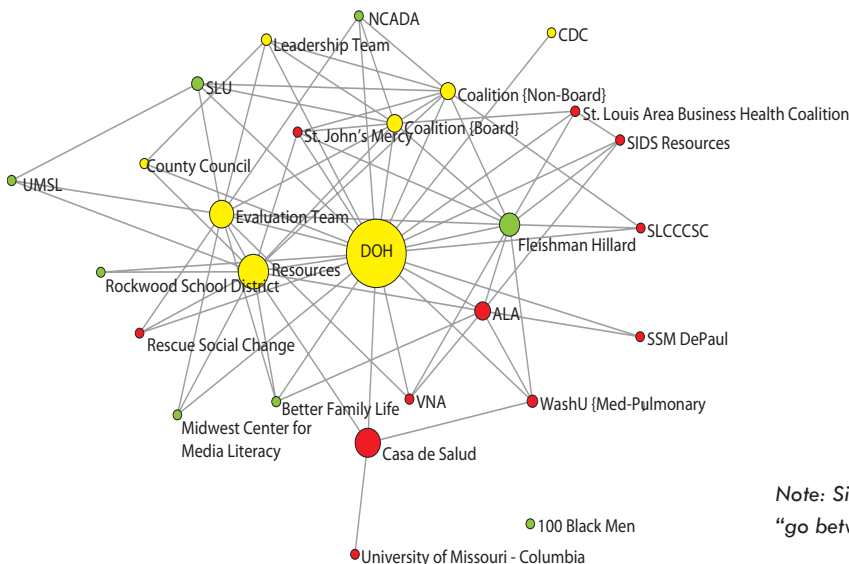 NCADA
CDC
Leadership Team
SLU
Coalition {Non-Board}
St. Louis Area Business Health Coalition
Coalition {Board}
St. John's Mercy
SIDS Resources
County Council
UMSL
Evaluation Team
SLCCCSC
Fleishman Hillard
DOH
Resources
Rockwood School District
ALA
SSM DePaul
Rescue Social Change
VNA
WashU {Med-Pulmonary
Better Family Life
Midwest Center for
Media Literacy
Casa de Salud
Note: Si
"go betv
100 Black Men
University of Missouri - Columbia